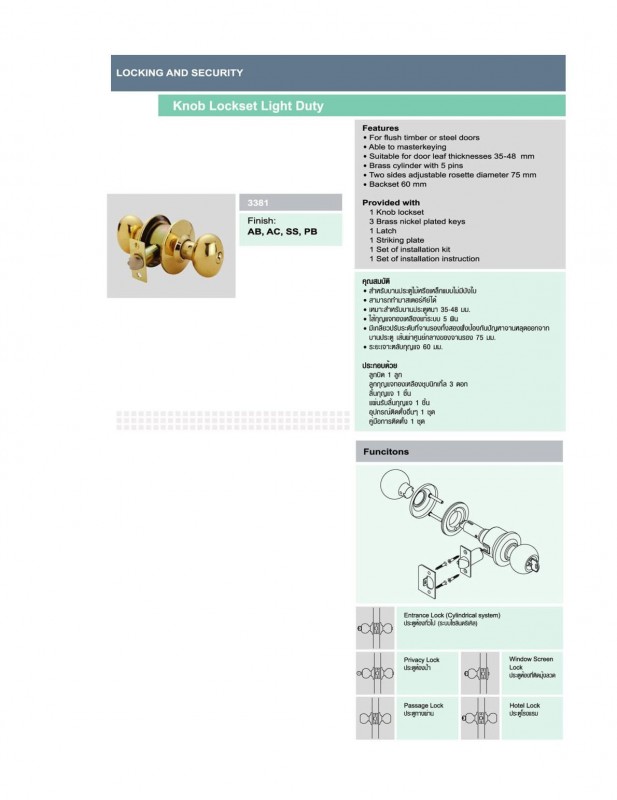 LOCKING AND SECURITY
Knob Lockset Light Duty
Features
• For flush timber or steel doors
• Able to masterkeying
• Suitable for door leaf thicknesses 35-48 mm
• Brass cylinder with 5 pins
• Two sides adjustable rosette diameter 75 mm
• Backset 60 mm
Provided with
1 Knob lockset
3 Brass nickel plated keys
1 Latch
1 Striking plate
1 Set of installation kit
1 Set of installation instruction
3381
Finish:
AB, AC, SS, PB
คุณสมบัติ
• สำหรับบานประตูไม้หรือเหล็กแบบไม่มีบังใบ
• สามารถทำมาสเตอร์คีย์ได้
• เหมาะสำหรับบานประตูหนา 35-48 มม.
• ไส้กุญแจทองเหลืองแท้ระบบ 5 พิน
• มีเกลียวปรับระดับที่จานรองทั้งสองฝั่งป้องกันปัญหาจานหลุดออกจาก
บานประตู เส้นผ่าศูนย์กลางของจานรอง 75 มม.
• ระยะเจาะหลังกุญแจ 60 มม.
ประกอบด้วย
ลูกบิด 1 ลูก
ลูกกุญแจทองเหลืองชุบนิกเกิ้ล 3 ดอก
ลิ้นกุญแจ 1 ชิ้น
แผ่นรับลิ้นกุญแจ 1 ชิ้น
อุปกรณ์ติดตั้งอื่นๆ 1 ชุด
คู่มือการติดตั้ง 1 ชุด
Funcitons
Entrance Lock (Cylindrical system)
ประตูห้องทั่วไป (ระบบไซลินดริคัล)
Privacy Lock
ประตูห้องน้ำ
Window Screen
Lock
ประตูห้องที่ติดมุ้งลวด
Passage Lock
ประตูทางผ่าน
Hotel Lock
ประตูโรงแรม